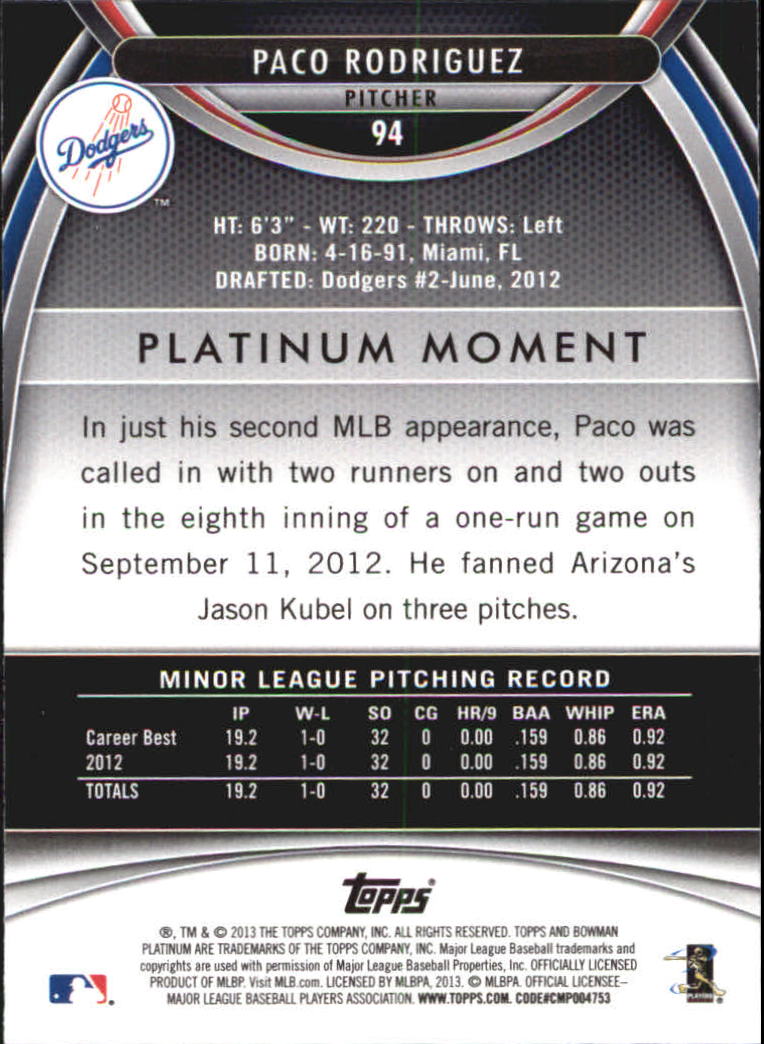 PACO RODRIGUEZ
PITCHER
94
Dodgers
TM
HT: 6'3" - WT: 220 - THROWS: Left
BORN: 4-16-91, Miami, FL
DRAFTED: Dodgers #2-June, 2012
PLATINUM MOMENT
In just his second MLB appearance, Paco was
called in with two runners on and two outs
in the eighth inning of a one-run game on
September 11, 2012. He fanned Arizona's
Jason Kubel on three pitches.
MINOR LEAGUE PITCHING RECORD
IP W-L SO CG HR/9 BAA WHIP ERA
Career Best 19.2 1-0 32 0 0.00 .159 0.86 0.92
2012 19.2 1-0 32 0 0.00 .159 0.86 0.92
TOTALS 19.2 1-0 32 0 0.00 .159 0.86 0.92
topps®
®, TM & © 2013 THE TOPPS COMPANY, INC. ALL RIGHTS RESERVED. TOPPS AND BOWMAN
PLATINUM ARE TRADEMARKS OF THE TOPPS COMPANY, INC. Major League Baseball trademarks and
copyrights are used with permission of Major League Baseball Properties, Inc. OFFICIALLY LICENSED
PRODUCT OF MLBP. Visit MLB.com. LICENSED BY MLBPA, 2013. © MLBPA. OFFICIAL LICENSEE–
MAJOR LEAGUE BASEBALL PLAYERS ASSOCIATION. WWW.TOPPS.COM. CODE#CMP004753
PLAYERS